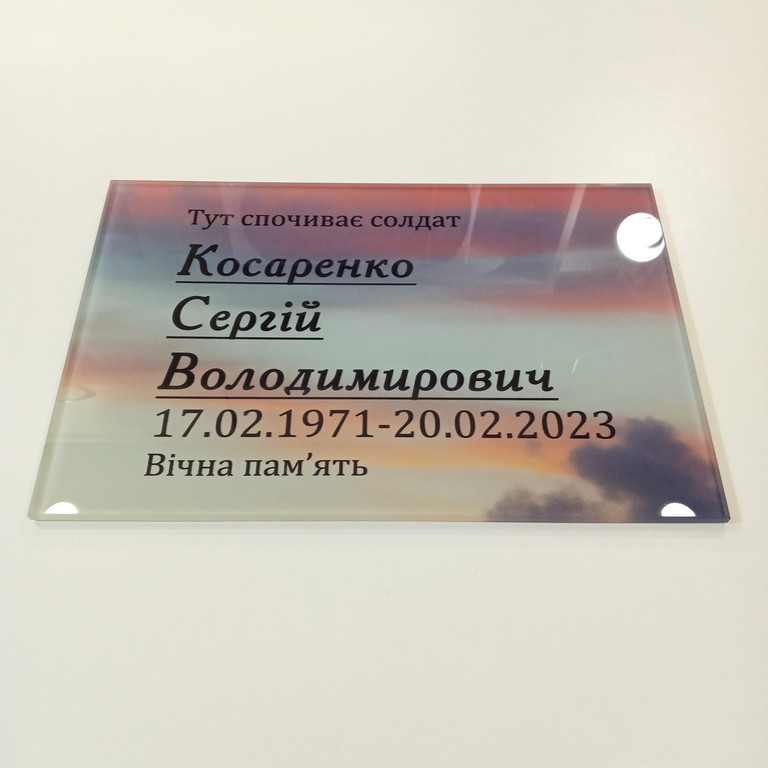 Тут спочиває солдат
Косаренко
Сергій
Володимирович
17.02.1971-20.02.2023
Вічна пам’ять